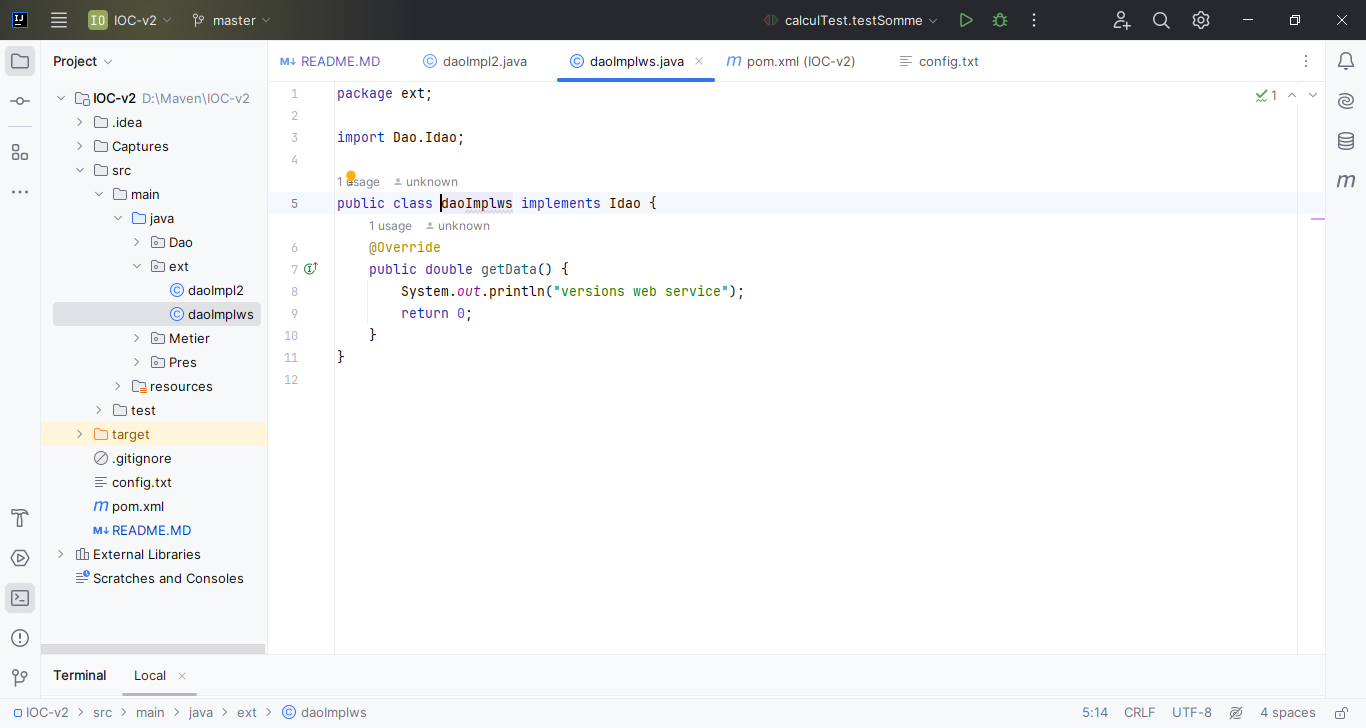 IJ IO IOC-v2 master calculTest.testSomme
Project
README.MD daoImpl2.java daoImplws.java pom.xml (IOC-v2) config.txt
IOC-v2 D:\Maven\IOC-v2
.idea
Captures
src
main
java
Dao
ext
daoImpl2
daoImplws
Metier
Pres
resources
test
target
.gitignore
config.txt
pom.xml
README.MD
External Libraries
Scratches and Consoles
1 package ext;
2
3 import Dao.Idao;
4
1 usage unknown
5 public class daoImplws implements Idao {
1 usage unknown
6 @Override
7 public double getData() {
8 System.out.println("versions web service");
9 return 0;
10 }
11 }
12
1
Terminal Local
IOC-v2 > src > main > java > ext > daoImplws 5:14 CRLF UTF-8 4 spaces